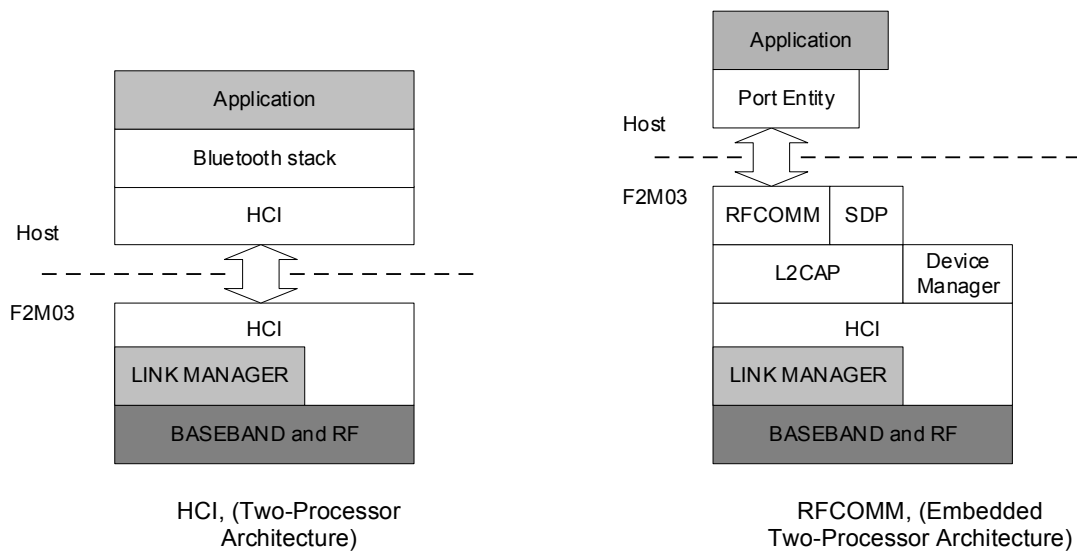 Application
Bluetooth stack
HCI
Host
F2M03
HCI
LINK MANAGER
BASEBAND and RF
HCI, (Two-Processor
Architecture)
Application
Port Entity
Host
F2M03
RFCOMM
SDP
L2CAP
Device
Manager
HCI
LINK MANAGER
BASEBAND and RF
RFCOMM, (Embedded
Two-Processor Architecture)